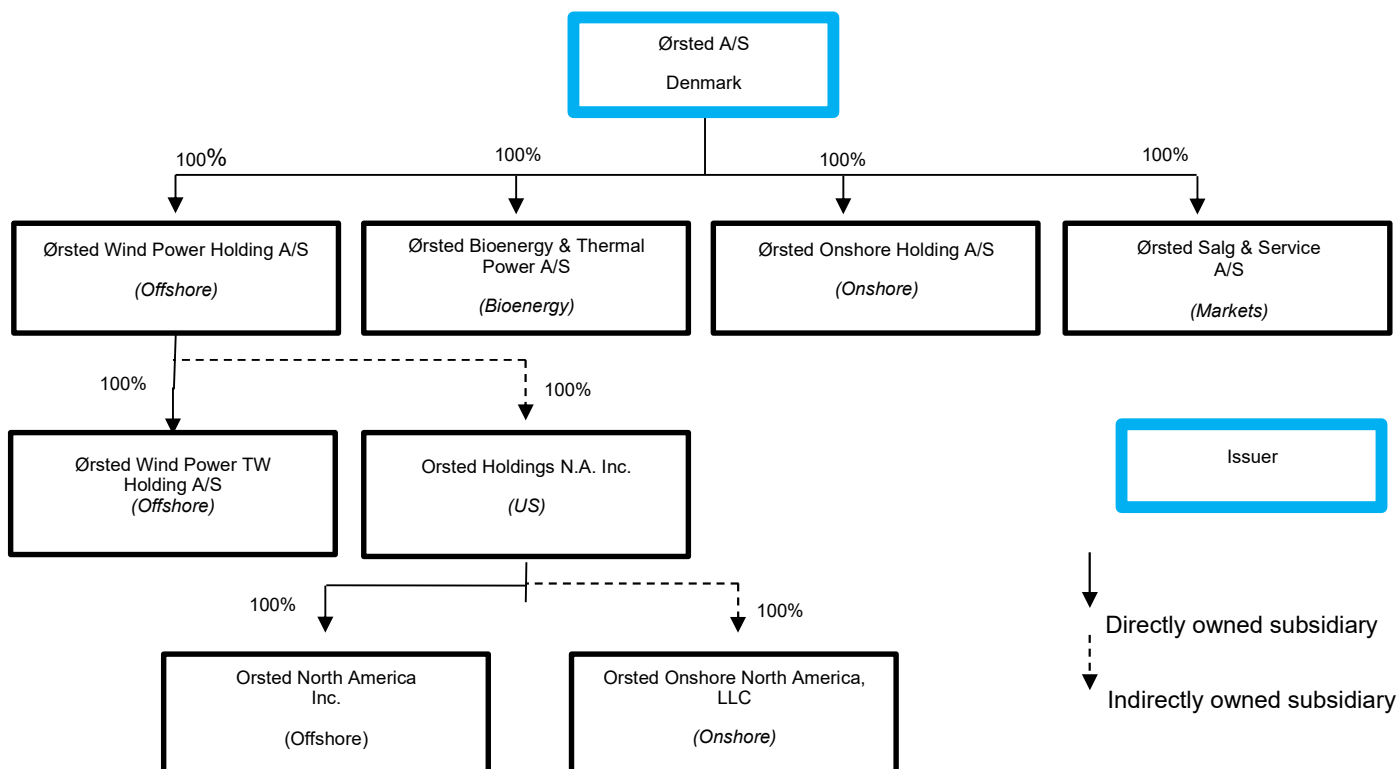 Ørsted A/S
Denmark
100%
100%
100%
100%
Ørsted Wind Power Holding A/S
(Offshore)
Ørsted Bioenergy & Thermal
Power A/S
(Bioenergy)
Ørsted Onshore Holding A/S
(Onshore)
Ørsted Salg & Service
A/S
(Markets)
100%
100%
Ørsted Wind Power TW
Holding A/S
(Offshore)
Orsted Holdings N.A. Inc.
(US)
Issuer
100%
100%
Orsted North America
Inc.
(Offshore)
Orsted Onshore North America,
LLC
(Onshore)
Directly owned subsidiary
Indirectly owned subsidiary